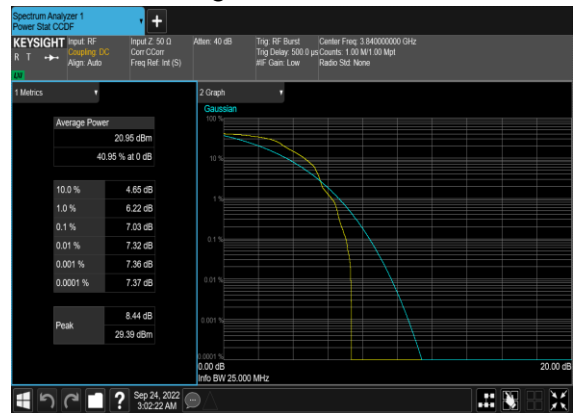 Spectrum Analyzer 1
Power Stat CCDF
+
KEYSIGHT Input: RF Input Z: 50 Ω Atten: 40 dB Trig: RF Burst Center Freq: 3.840000000 GHz
R T Coupling: DC Corr CCorr Trig Delay: 500.0 µs Counts: 1.00 M/1.00 Mpt
Align: Auto Freq Ref: Int (S) #IF Gain: Low Radio Std: None
LW
1 Metrics
Average Power
20.95 dBm
40.95 % at 0 dB
10.0 % 4.65 dB
1.0 % 6.22 dB
0.1 % 7.03 dB
0.01 % 7.32 dB
0.001 % 7.36 dB
0.0001 % 7.37 dB
Peak 8.44 dB
29.39 dBm
2 Graph
Gaussian
100 %
10 %
1 %
0.1 %
0.01 %
0.001 %
0.0001 %
0.00 dB 20.00 dB
Info BW 25.000 MHz
? Sep 24, 2022
3:02:22 AM